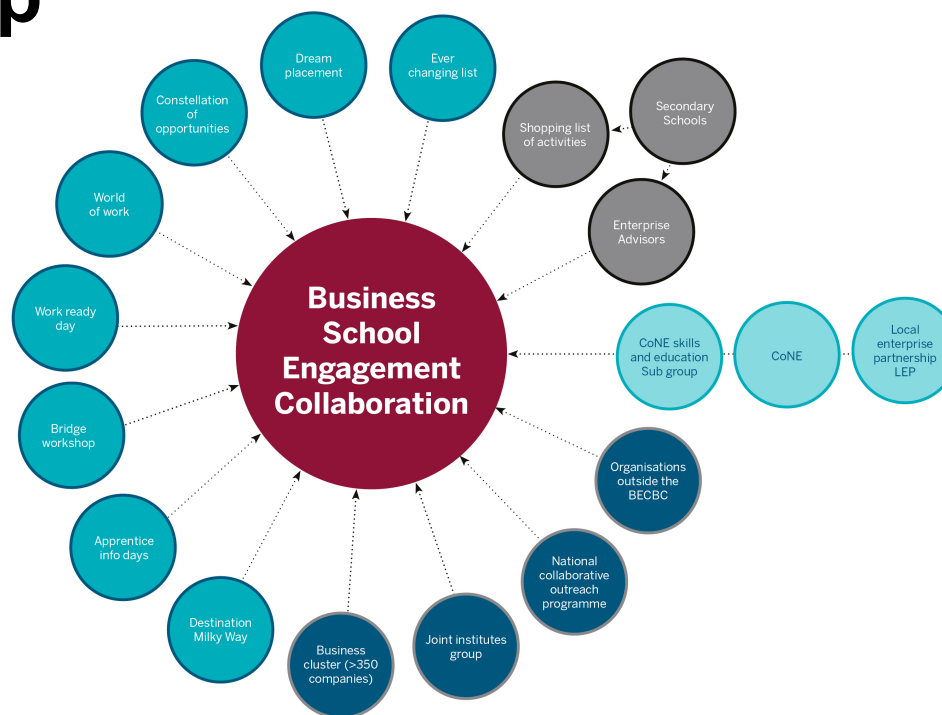 p
Dream
placement
Ever
changing list
Constellation
of
opportunities
Shopping list
of activities
Secondary
Schools
World
of work
Enterprise
Advisors
Work ready
day
Business
School
Engagement
Collaboration
CoNE skills
and education
Sub group
CoNE
Local
enterprise
partnership
LEP
Bridge
workshop
Organisations
outside the
BECBC
Apprentice
info days
National
collaborative
outreach
programme
Destination
Milky Way
Business
cluster (>350
companies)
Joint institutes
group